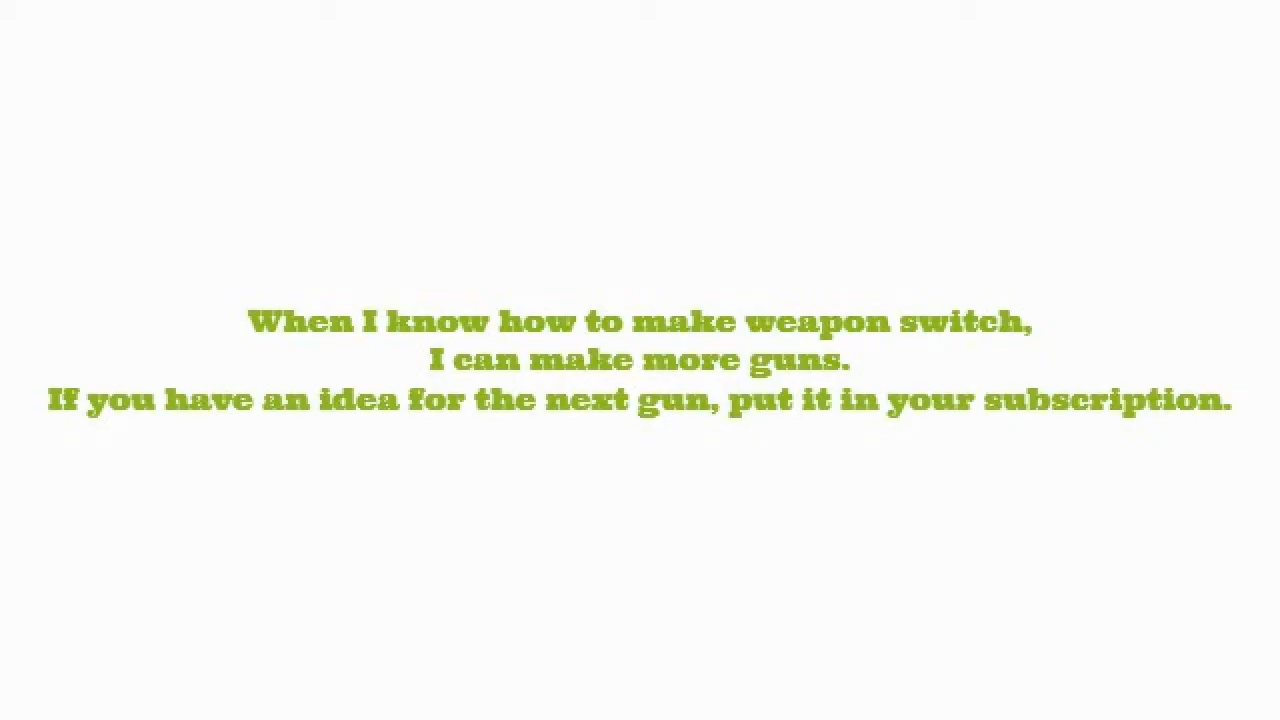 When I know how to make weapon switch,
I can make more guns.
If you have an idea for the next gun, put it in your subscription.